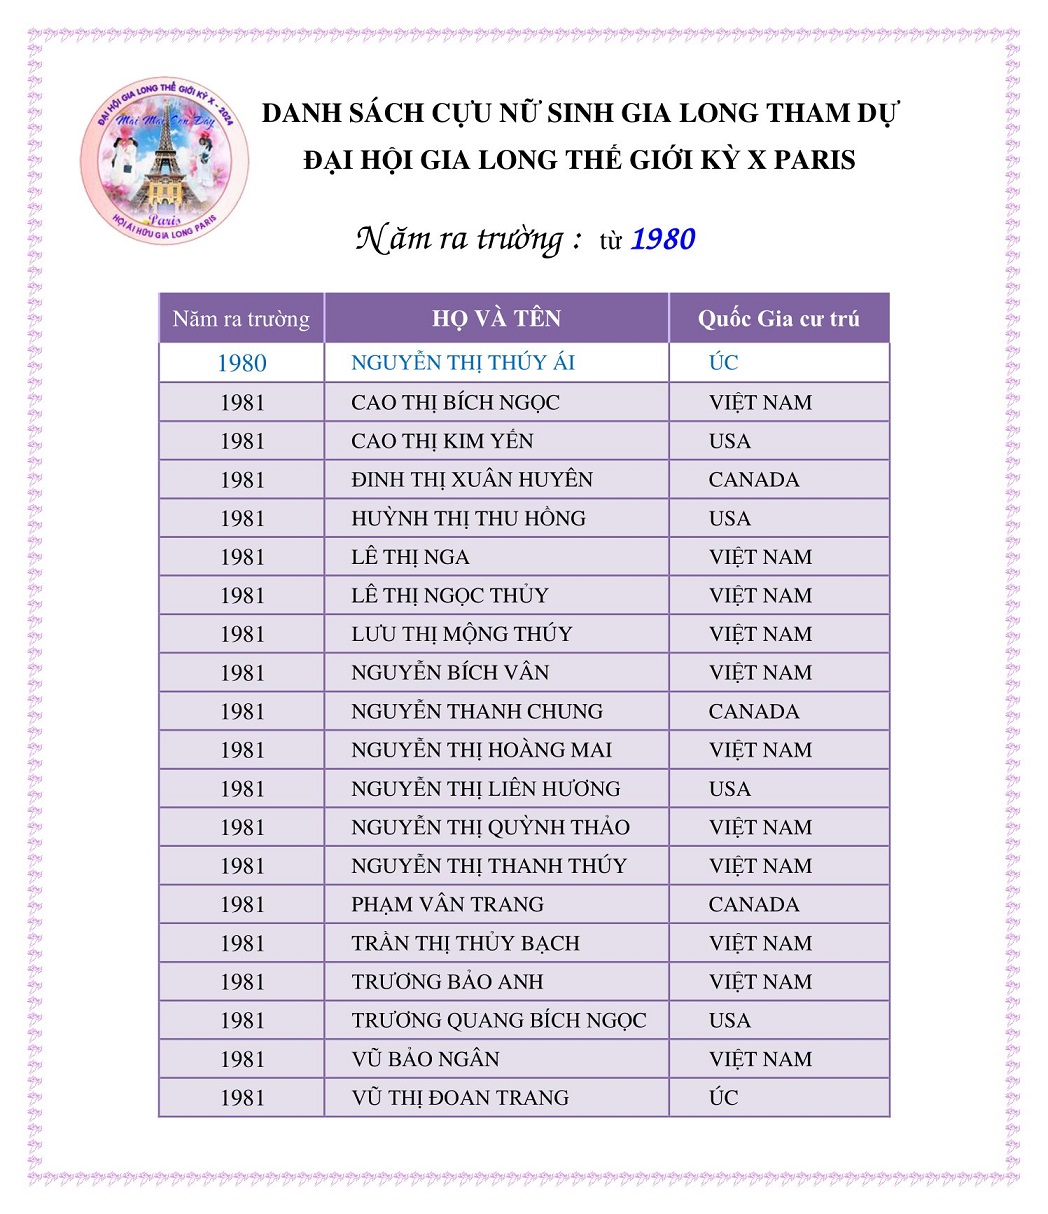 ĐẠI HỘI GIA LONG THẾ GIỚI KỲ X - 2024
Mãi Mãi Còn Đây
Paris
HỘI ÁI HỮU GIA LONG PARIS
DANH SÁCH CỰU NỮ SINH GIA LONG THAM DỰ
ĐẠI HỘI GIA LONG THẾ GIỚI KỲ X PARIS
Năm ra trường : từ 1980
Năm ra trường HỌ VÀ TÊN Quốc Gia cư trú
1980 NGUYỄN THỊ THÚY ÁI ÚC
1981 CAO THỊ BÍCH NGỌC VIỆT NAM
1981 CAO THỊ KIM YẾN USA
1981 ĐINH THỊ XUÂN HUYÊN CANADA
1981 HUỲNH THỊ THU HỒNG USA
1981 LÊ THỊ NGA VIỆT NAM
1981 LÊ THỊ NGỌC THỦY VIỆT NAM
1981 LƯU THỊ MỘNG THÚY VIỆT NAM
1981 NGUYỄN BÍCH VÂN VIỆT NAM
1981 NGUYỄN THANH CHUNG CANADA
1981 NGUYỄN THỊ HOÀNG MAI VIỆT NAM
1981 NGUYỄN THỊ LIÊN HƯƠNG USA
1981 NGUYỄN THỊ QUỲNH THẢO VIỆT NAM
1981 NGUYỄN THỊ THANH THÚY VIỆT NAM
1981 PHẠM VÂN TRANG CANADA
1981 TRẦN THỊ THỦY BẠCH VIỆT NAM
1981 TRƯƠNG BẢO ANH VIỆT NAM
1981 TRƯƠNG QUANG BÍCH NGỌC USA
1981 VŨ BẢO NGÂN VIỆT NAM
1981 VŨ THỊ ĐOAN TRANG ÚC